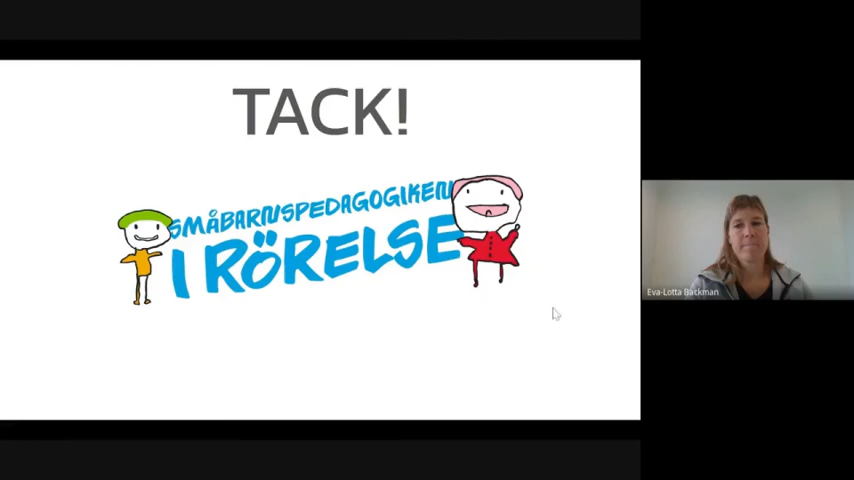 TACK!
SMÅBARNSPEDAGOGIKEN
I RÖRELSE
Eva-Lotta Backman